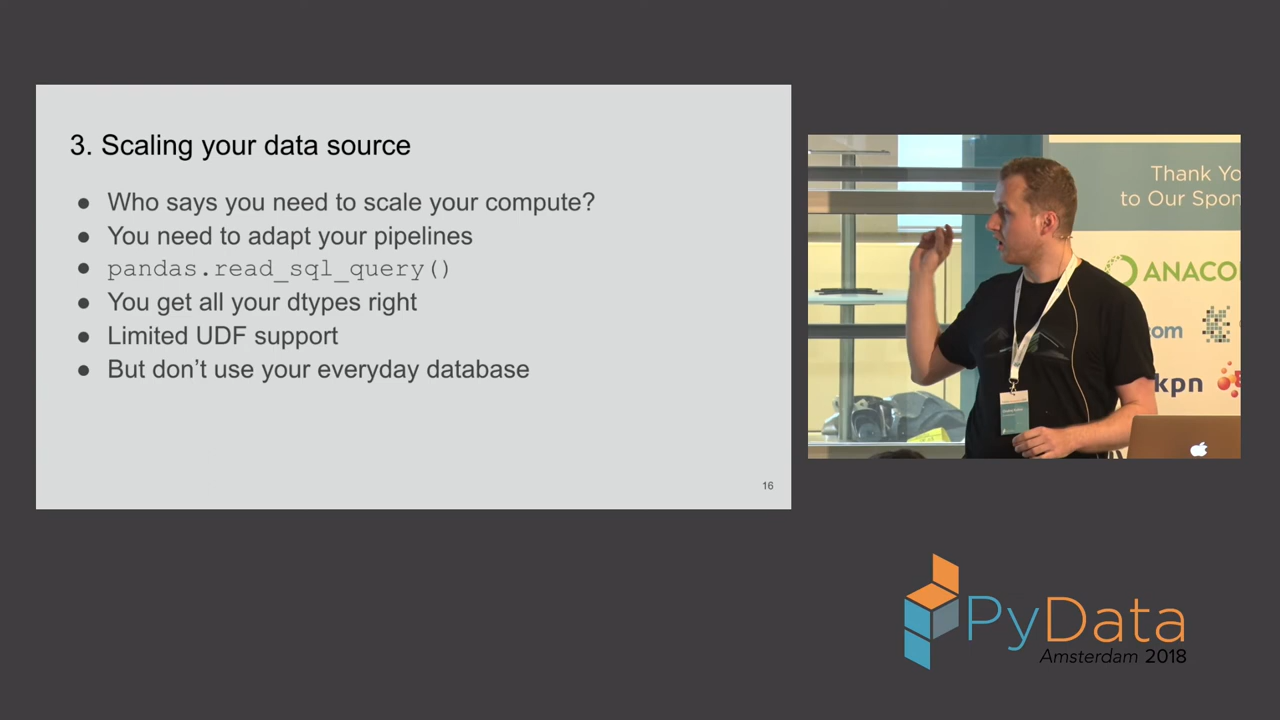 3. Scaling your data source
● Who says you need to scale your compute?
● You need to adapt your pipelines
● pandas.read_sql_query()
● You get all your dtypes right
● Limited UDF support
● But don’t use your everyday database
16
Thank Yo
to Our Spon
ANACO
com
kpn
PyData
Amsterdam 2018